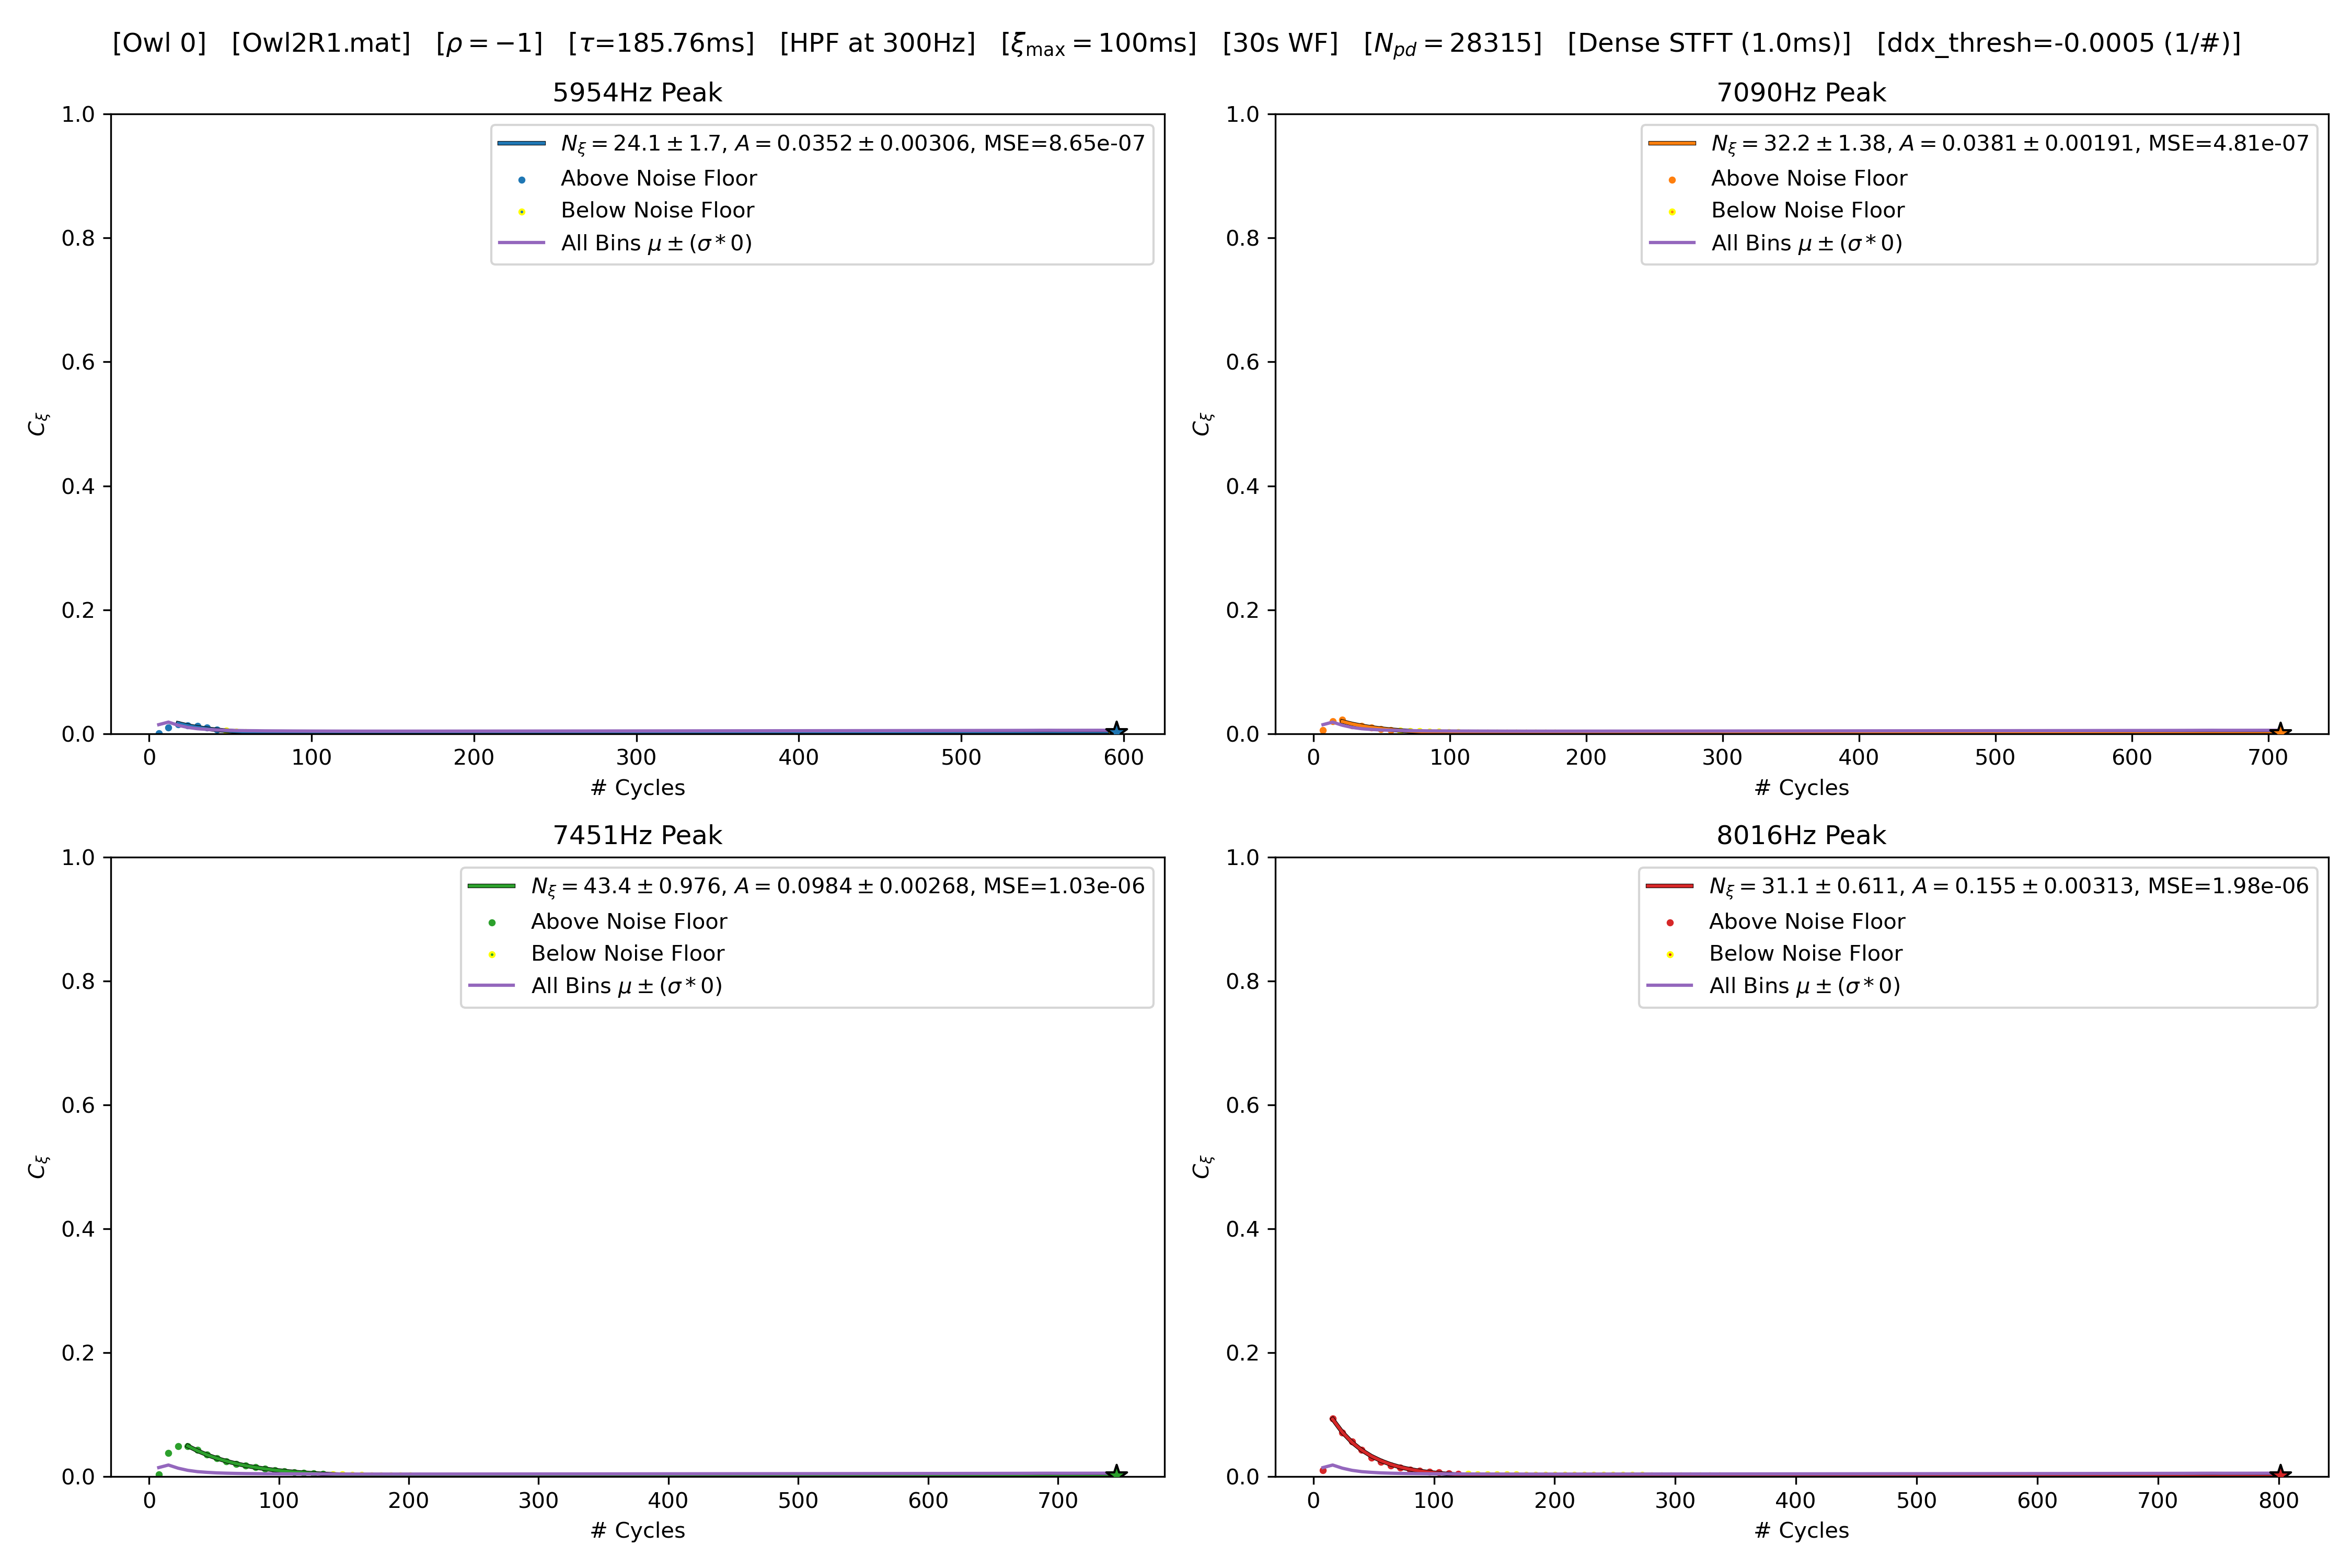 [Owl 0] [Owl2R1.mat] [ρ = −1] [τ=185.76ms] [HPF at 300Hz] [ξmax = 100ms] [30s WF] [Npd = 28315] [Dense STFT (1.0ms)] [ddx_thresh=-0.0005 (1/#)]
5954Hz Peak
Nξ = 24.1 ± 1.7, A = 0.0352 ± 0.00306, MSE=8.65e-07
Above Noise Floor
Below Noise Floor
All Bins μ ± (σ * 0)
1.0
0.8
0.6
0.4
0.2
0.0
Cξ
0 100 200 300 400 500 600
# Cycles
7090Hz Peak
Nξ = 32.2 ± 1.38, A = 0.0381 ± 0.00191, MSE=4.81e-07
Above Noise Floor
Below Noise Floor
All Bins μ ± (σ * 0)
1.0
0.8
0.6
0.4
0.2
0.0
Cξ
0 100 200 300 400 500 600 700
# Cycles
7451Hz Peak
Nξ = 43.4 ± 0.976, A = 0.0984 ± 0.00268, MSE=1.03e-06
Above Noise Floor
Below Noise Floor
All Bins μ ± (σ * 0)
1.0
0.8
0.6
0.4
0.2
0.0
Cξ
0 100 200 300 400 500 600 700
# Cycles
8016Hz Peak
Nξ = 31.1 ± 0.611, A = 0.155 ± 0.00313, MSE=1.98e-06
Above Noise Floor
Below Noise Floor
All Bins μ ± (σ * 0)
1.0
0.8
0.6
0.4
0.2
0.0
Cξ
0 100 200 300 400 500 600 700 800
# Cycles